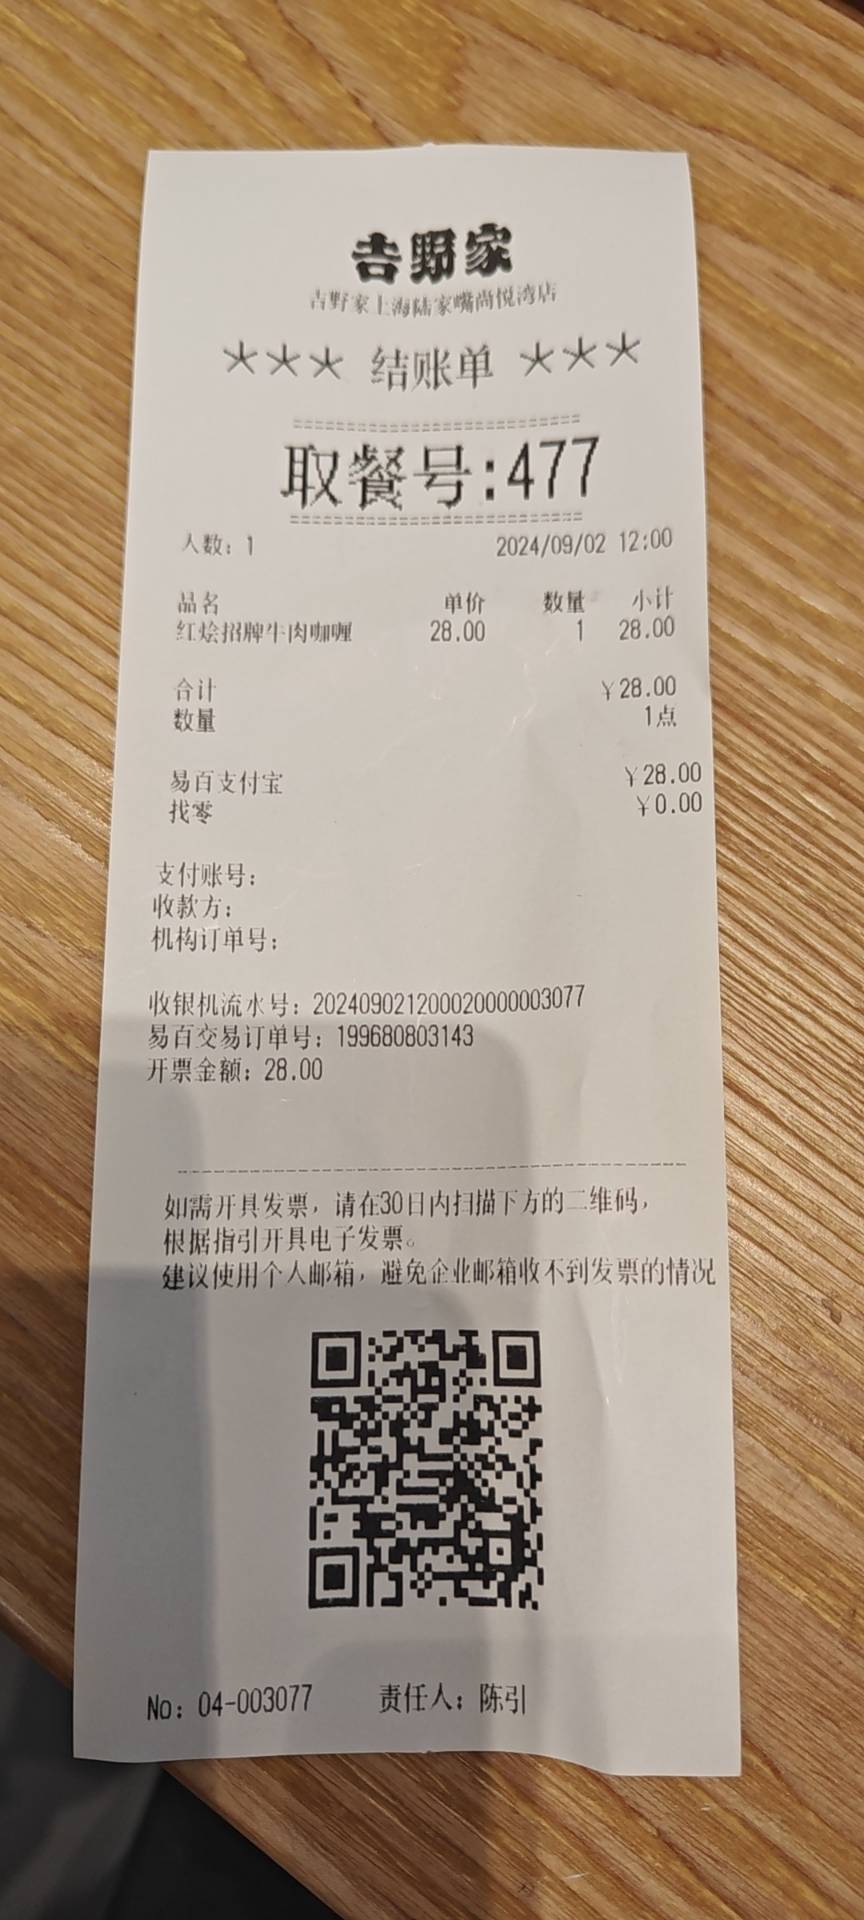 吉野家
吉野家上海陆家嘴尚悦湾店
*** 结账单 ***
========================
取餐号:477
========================
人数: 1 2024/09/02 12:00
品名 单价 数量 小计
红烩招牌牛肉咖喱 28.00 1 28.00
合计 ¥28.00
数量 1点
易百支付宝 ¥28.00
找零 ¥0.00
支付账号:
收款方:
机构订单号:
收银机流水号: 202409021200020000003077
易百交易订单号: 199680803143
开票金额: 28.00
如需开具发票，请在30日内扫描下方的二维码，
根据指引开具电子发票。
建议使用个人邮箱，避免企业邮箱收不到发票的情况
No: 04-003077 责任人: 陈引